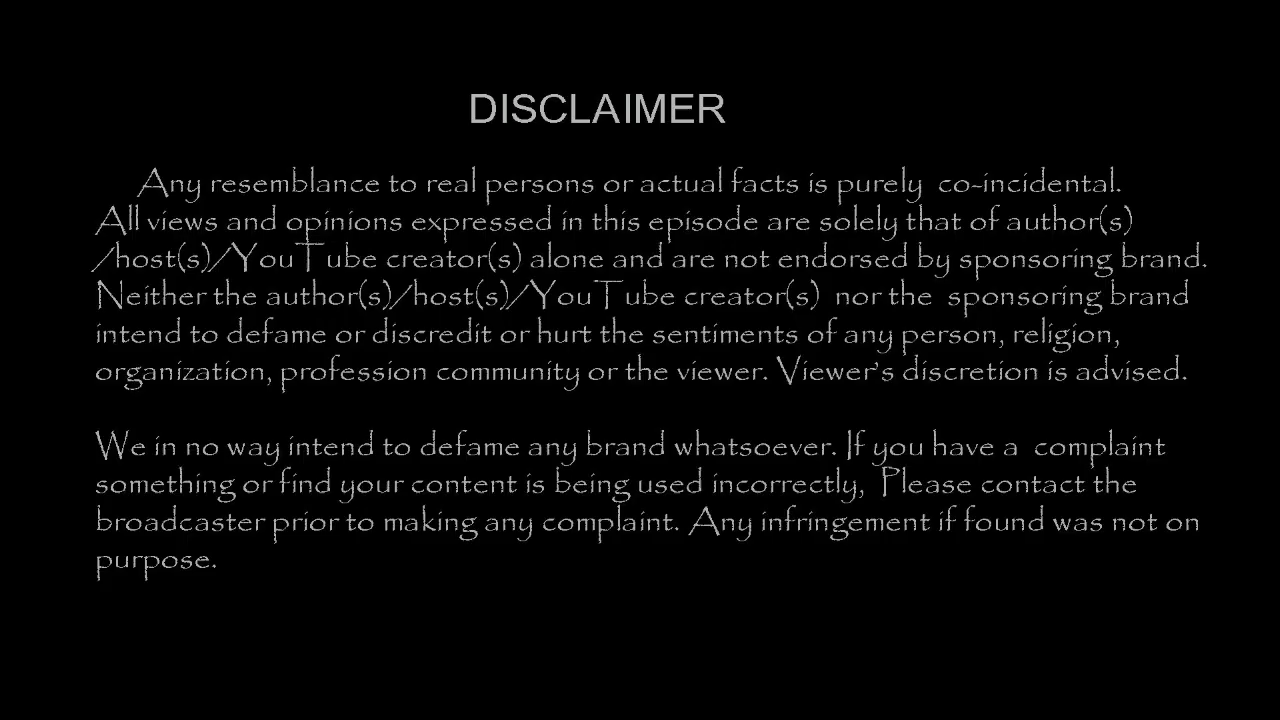 DISCLAIMER
Any resemblance to real persons or actual facts is purely co-incidental.
All views and opinions expressed in this episode are solely that of author(s)
/host(s)/YouTube creator(s) alone and are not endorsed by sponsoring brand.
Neither the author(s)/host(s)/YouTube creator(s) nor the sponsoring brand
intend to defame or discredit or hurt the sentiments of any person, religion,
organization, profession community or the viewer. Viewer's discretion is advised.
We in no way intend to defame any brand whatsoever. If you have a complaint
something or find your content is being used incorrectly, Please contact the
broadcaster prior to making any complaint. Any infringement if found was not on
purpose.